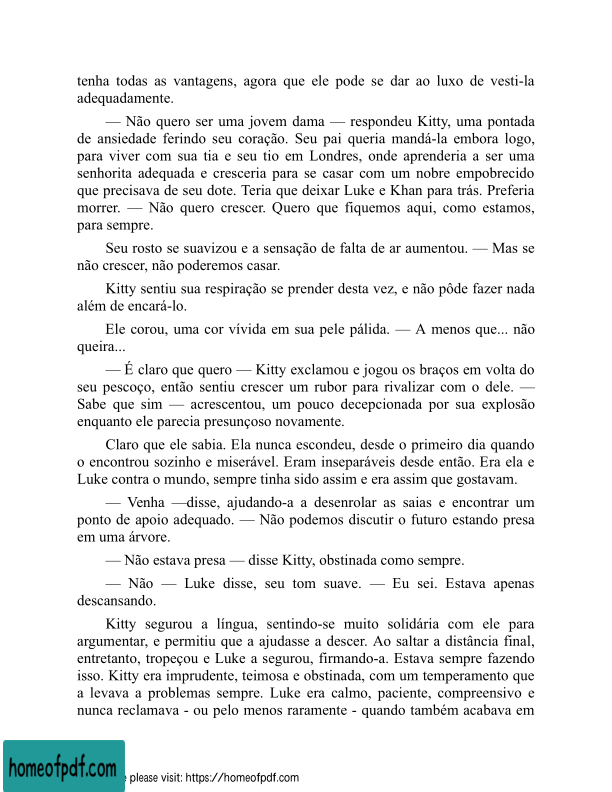 tenha todas as vantagens, agora que ele pode se dar ao luxo de vesti-la
adequadamente.
— Não quero ser uma jovem dama — respondeu Kitty, uma pontada
de ansiedade ferindo seu coração. Seu pai queria mandá-la embora logo,
para viver com sua tia e seu tio em Londres, onde aprenderia a ser uma
senhorita adequada e cresceria para se casar com um nobre empobrecido
que precisava de seu dote. Teria que deixar Luke e Khan para trás. Preferia
morrer. — Não quero crescer. Quero que fiquemos aqui, como estamos,
para sempre.
Seu rosto se suavizou e a sensação de falta de ar aumentou. — Mas se
não crescer, não poderemos casar.
Kitty sentiu sua respiração se prender desta vez, e não pôde fazer nada
além de encará-lo.
Ele corou, uma cor vívida em sua pele pálida. — A menos que... não
queira...
— É claro que quero — Kitty exclamou e jogou os braços em volta do
seu pescoço, então sentiu crescer um rubor para rivalizar com o dele. —
Sabe que sim — acrescentou, um pouco decepcionada por sua explosão
enquanto ele parecia presunçoso novamente.
Claro que ele sabia. Ela nunca escondeu, desde o primeiro dia quando
o encontrou sozinho e miserável. Eram inseparáveis desde então. Era ela e
Luke contra o mundo, sempre tinha sido assim e era assim que gostavam.
— Venha —disse, ajudando-a a desenrolar as saias e encontrar um
ponto de apoio adequado. — Não podemos discutir o futuro estando presa
em uma árvore.
— Não estava presa — disse Kitty, obstinada como sempre.
— Não — Luke disse, seu tom suave. — Eu sei. Estava apenas
descansando.
Kitty segurou a língua, sentindo-se muito solidária com ele para
argumentar, e permitiu que a ajudasse a descer. Ao saltar a distância final,
entretanto, tropeçou e Luke a segurou, firmando-a. Estava sempre fazendo
isso. Kitty era imprudente, teimosa e obstinada, com um temperamento que
a levava a problemas sempre. Luke era calmo, paciente, compreensivo e
nunca reclamava - ou pelo menos raramente - quando também acabava em
homeofpdf.com
e please visit: https://homeofpdf.com